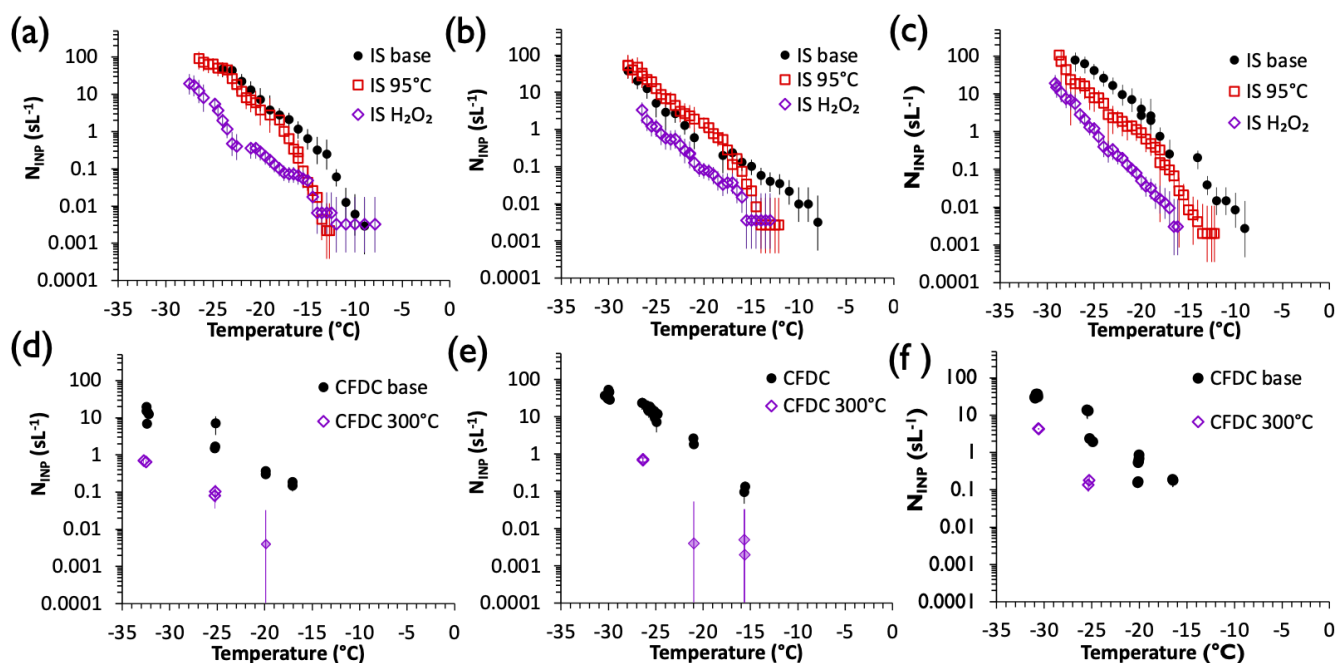 (a)
100
10
1
0.1
0.01
0.001
0.0001
N_INP (sL⁻¹)
IS base
IS 95°C
IS H₂O₂
-35 -30 -25 -20 -15 -10 -5 0
Temperature (°C)
(b)
100
10
1
0.1
0.01
0.001
0.0001
N_INP (sL⁻¹)
IS base
IS 95°C
IS H₂O₂
-35 -30 -25 -20 -15 -10 -5 0
Temperature (°C)
(c)
100
10
1
0.1
0.01
0.001
0.0001
N_INP (sL⁻¹)
IS base
IS 95°C
IS H₂O₂
-35 -30 -25 -20 -15 -10 -5 0
Temperature (°C)
(d)
100
10
1
0.1
0.01
0.001
0.0001
N_INP (sL⁻¹)
CFDC base
CFDC 300°C
-35 -30 -25 -20 -15 -10 -5 0
Temperature (°C)
(e)
100
10
1
0.1
0.01
0.001
0.0001
N_INP (sL⁻¹)
CFDC
CFDC 300°C
-35 -30 -25 -20 -15 -10 -5 0
Temperature (°C)
(f)
100
10
1
0.1
0.01
0.001
0.0001
N_INP (sL⁻¹)
CFDC base
CFDC 300°C
-35 -30 -25 -20 -15 -10 -5 0
Temperature (°C)